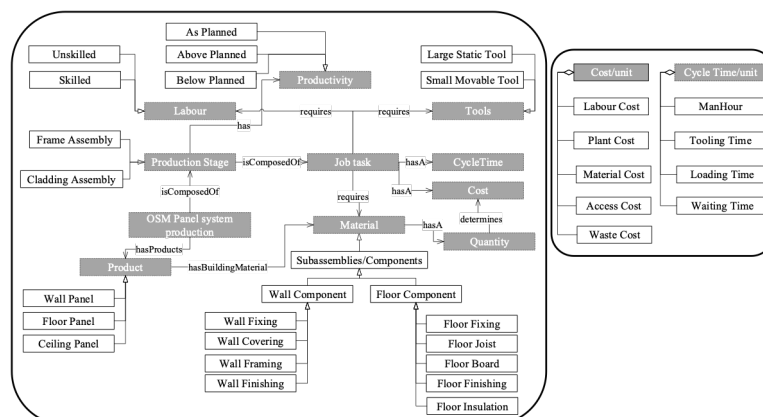 As Planned
Unskilled
Above Planned
Large Static Tool
Skilled
Below Planned
Productivity
Small Movable Tool
Labour
requires
requires
Tools
has
Frame Assembly
Production Stage
isComposedOf
Job task
hasA
CycleTime
Cladding Assembly
isComposedOf
hasA
Cost
requires
OSM Panel system
production
Material
hasA
determines
Quantity
hasProducts
Product
hasBuildingMaterial
Subassemblies/Components
Wall Panel
Floor Panel
Ceiling Panel
Wall Component
Floor Component
Wall Fixing
Wall Covering
Wall Framing
Wall Finishing
Floor Fixing
Floor Joist
Floor Board
Floor Finishing
Floor Insulation
Cost/unit
Labour Cost
Plant Cost
Material Cost
Access Cost
Waste Cost
Cycle Time/unit
ManHour
Tooling Time
Loading Time
Waiting Time